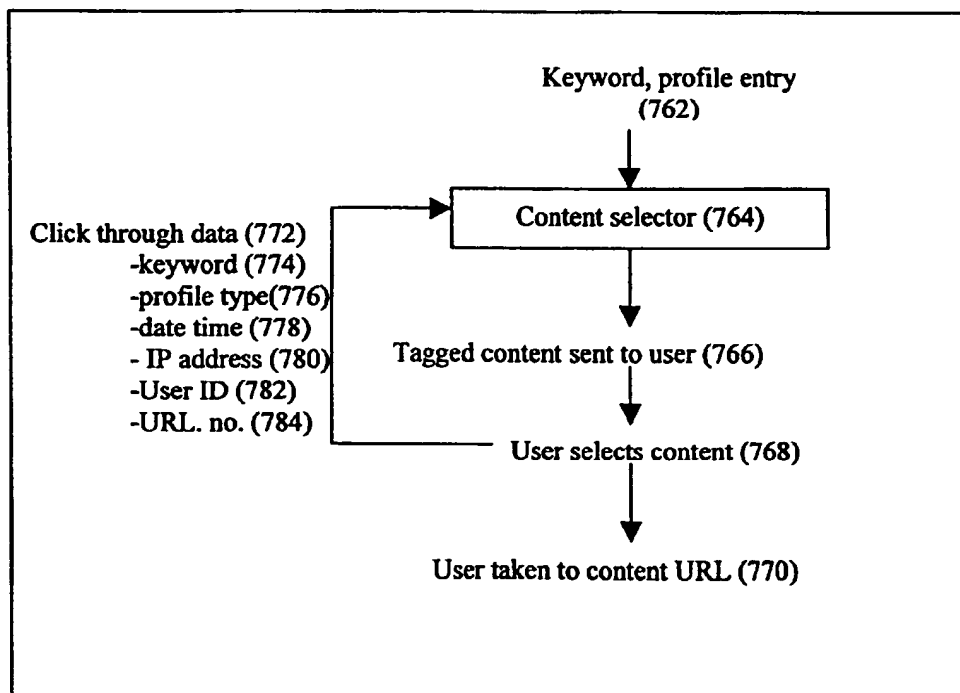 Keyword, profile entry
(762)
Content selector (764)
Click through data (772)
-keyword (774)
-profile type(776)
-date time (778)
- IP address (780)
-User ID (782)
-URL. no. (784)
Tagged content sent to user (766)
User selects content (768)
User taken to content URL (770)